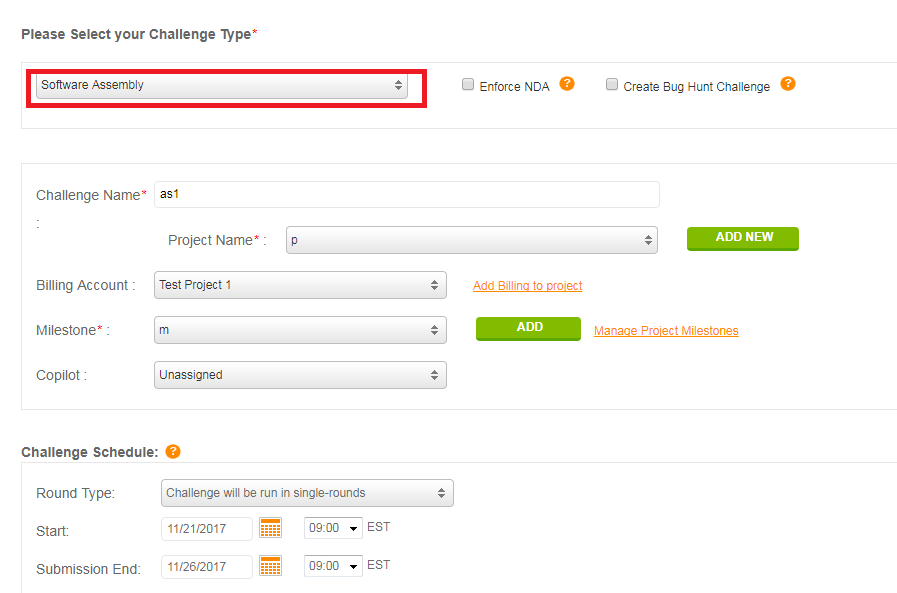 Please Select your Challenge Type*
Software Assembly
Enforce NDA ?
Create Bug Hunt Challenge ?
Challenge Name* as1
:
Project Name* : p ADD NEW
Billing Account : Test Project 1 Add Billing to project
Milestone* : m ADD Manage Project Milestones
Copilot : Unassigned
Challenge Schedule: ?
Round Type: Challenge will be run in single-rounds
Start: 11/21/2017 09:00 EST
Submission End: 11/26/2017 09:00 EST